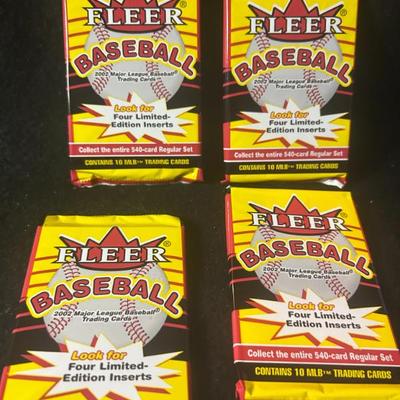 FLEER®
BASEBALL
2002 Major League Baseball®
Trading Cards
Look for
Four Limited-
Edition Inserts
Collect the entire 540-card Regular Set
CONTAINS 10 MLB™ TRADING CARDS
FLEER®
BASEBALL
2002 Major League Baseball®
Trading Cards
Look for
Four Limited-
Edition Inserts
Collect the entire 540-card Regular Set
CONTAINS 10 MLB™ TRADING CARDS
FLEER®
BASEBALL
2002 Major League Baseball®
Trading Cards
Look for
Four Limited-
Edition Inserts
FLEER®
BASEBALL
2002 Major League Baseball®
Trading Cards
Look for
Four Limited-
Edition Inserts
Collect the entire 540-card Regular Set
CONTAINS 10 MLB™ TRADING CARDS